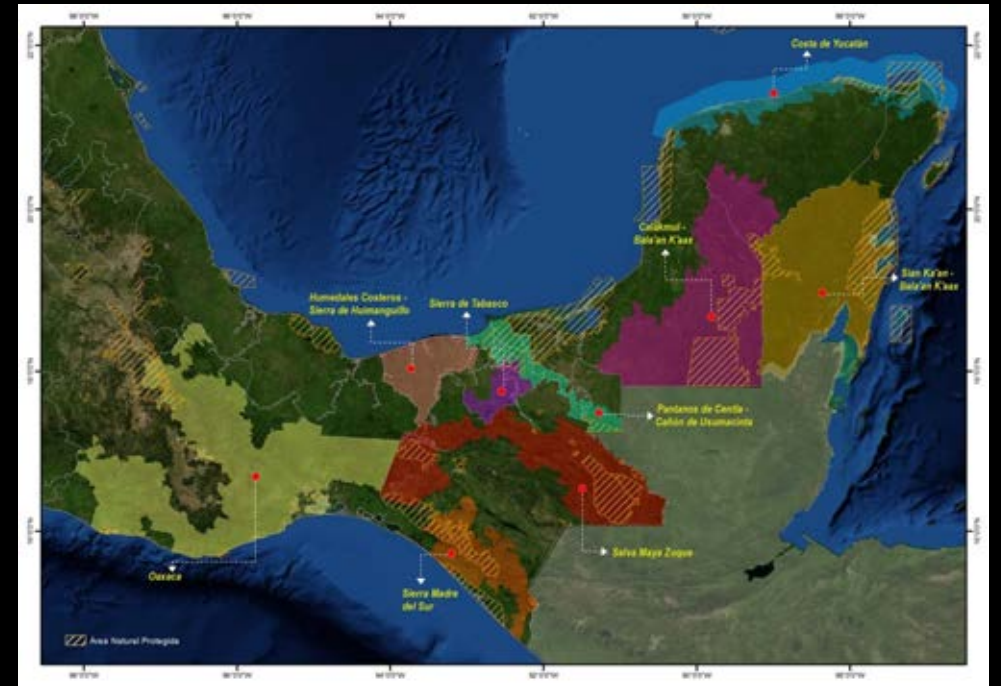 Costa de Yucatán
Calakmul -
Bala'an K'aax
Sian Ka'an -
Bala'an K'aax
Humedales Costeros -
Sierra de Huimanguillo
Sierra de Tabasco
Pantanos de Centla -
Cañón de Usumacinta
Selva Maya Zoque
Oaxaca
Sierra Madre
del Sur
Área Natural Protegida